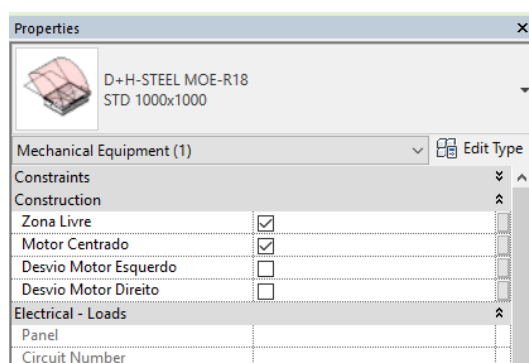 Properties
D+H-STEEL MOE-R18
STD 1000x1000
Mechanical Equipment (1)
Edit Type
Constraints
Construction
Zona Livre
Motor Centrado
Desvio Motor Esquerdo
Desvio Motor Direito
Electrical - Loads
Panel
Circuit Number